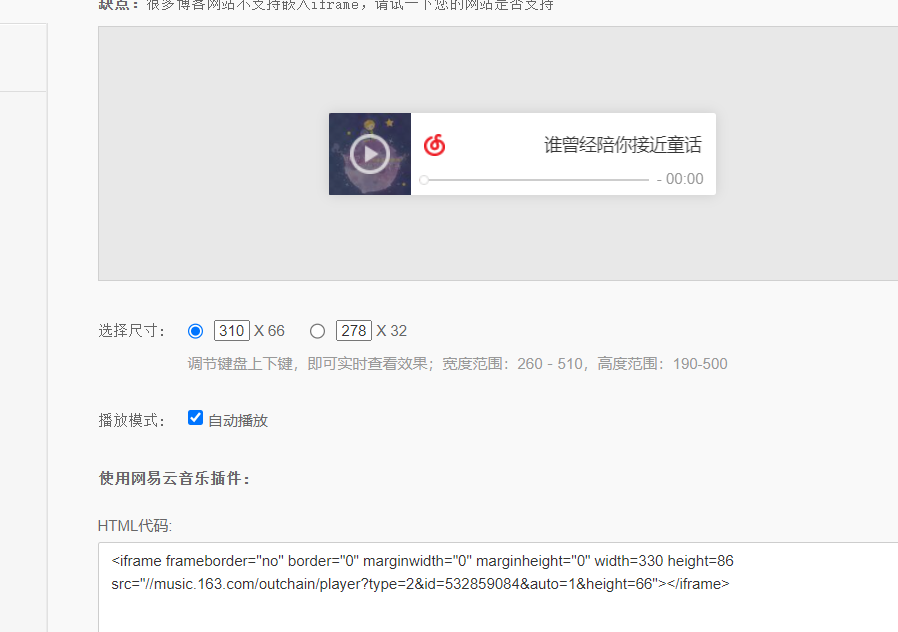 缺点：很多博客网站不支持嵌入iframe，请试一下您的网站是否支持
谁曾经陪你接近童话
- 00:00
选择尺寸： 310 X 66 278 X 32
调节键盘上下键，即可实时查看效果；宽度范围：260 - 510，高度范围：190-500
播放模式： 自动播放
使用网易云音乐插件：
HTML代码:
<iframe frameborder="no" border="0" marginwidth="0" marginheight="0" width=330 height=86
src="//music.163.com/outchain/player?type=2&id=532859084&auto=1&height=66"></iframe>